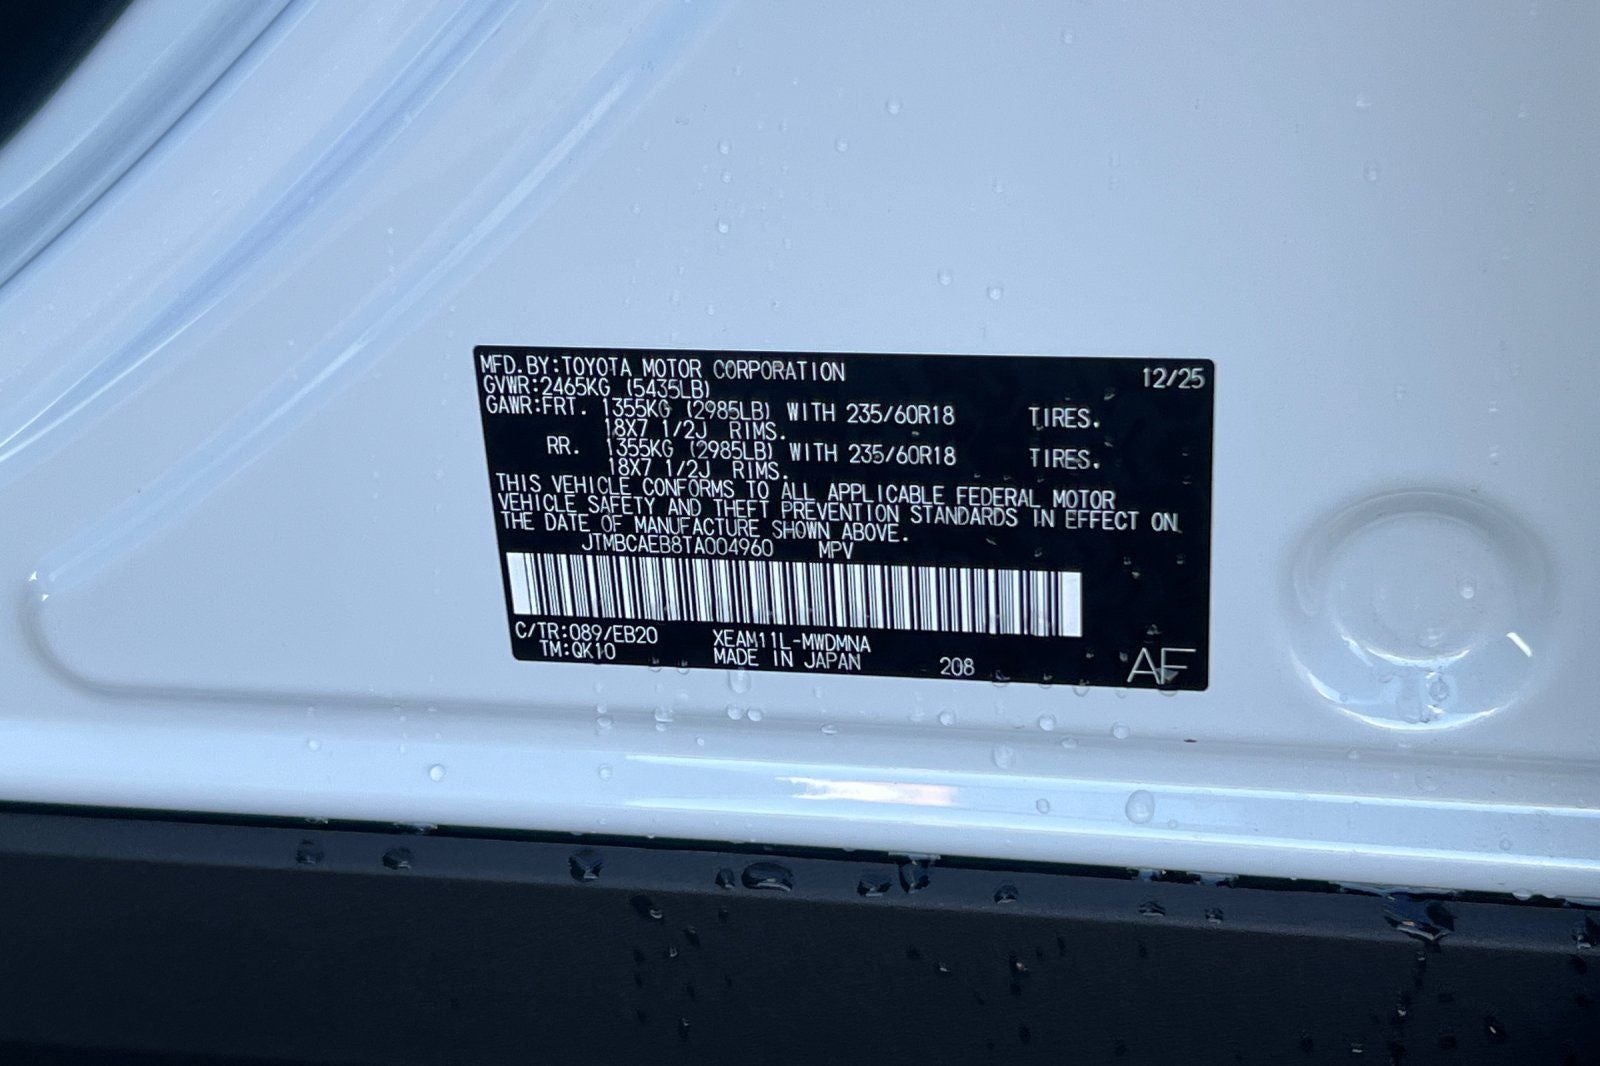 MFD.BY:TOYOTA MOTOR CORPORATION 12/25
GVWR:2465KG (5435LB)
GAWR:FRT. 1355KG (2985LB) WITH 235/60R18 TIRES.
18X7 1/2J RIMS.
RR. 1355KG (2985LB) WITH 235/60R18 TIRES.
18X7 1/2J RIMS.
THIS VEHICLE CONFORMS TO ALL APPLICABLE FEDERAL MOTOR
VEHICLE SAFETY AND THEFT PREVENTION STANDARDS IN EFFECT ON
THE DATE OF MANUFACTURE SHOWN ABOVE.
JTMBCAEB8TA004960 MPV
C/TR:089/EB20 XEAM11L-MWDMNA
TM:QK10 MADE IN JAPAN 208 AF